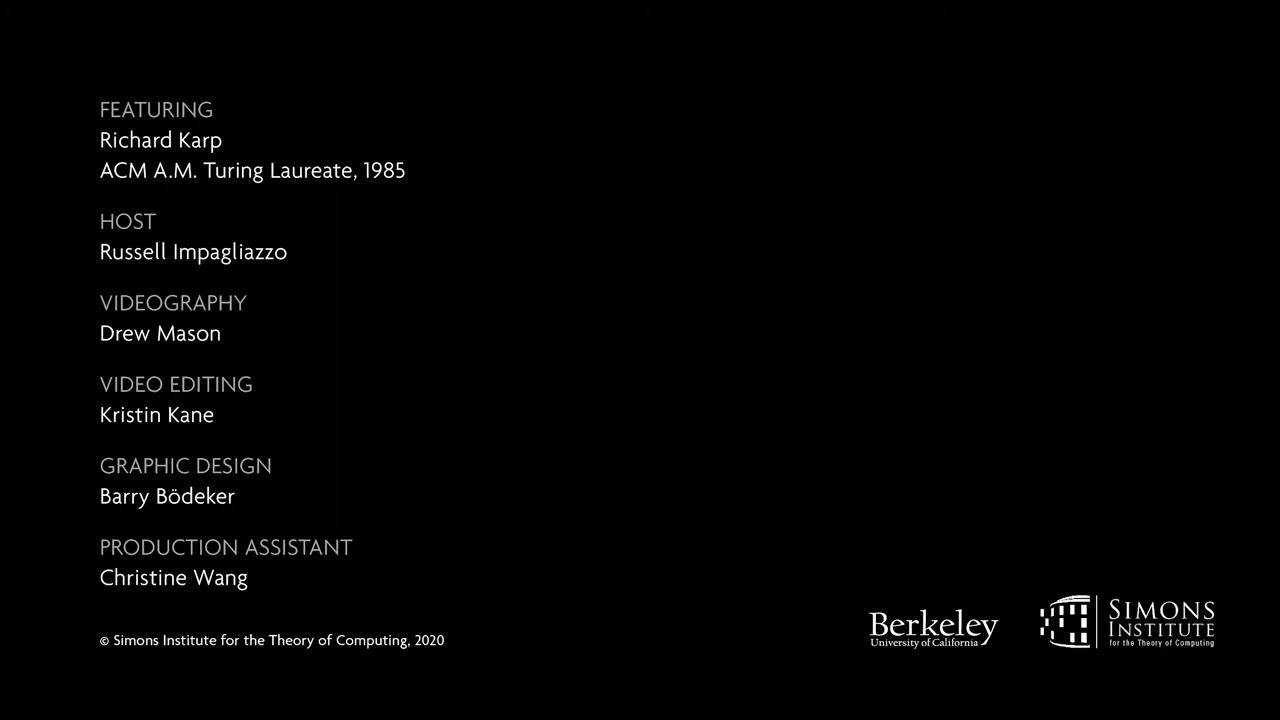 FEATURING
Richard Karp
ACM A.M. Turing Laureate, 1985
HOST
Russell Impagliazzo
VIDEOGRAPHY
Drew Mason
VIDEO EDITING
Kristin Kane
GRAPHIC DESIGN
Barry Bödeker
PRODUCTION ASSISTANT
Christine Wang
© Simons Institute for the Theory of Computing, 2020
Berkeley
University of California
SIMONS
INSTITUTE
for the Theory of Computing